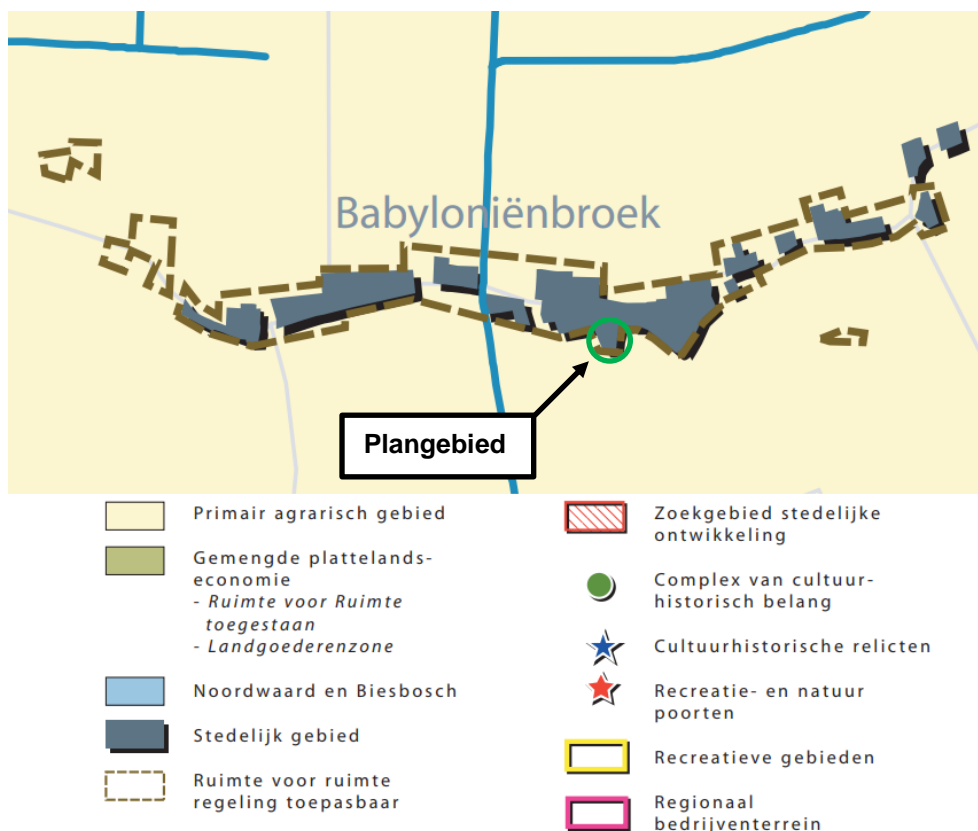 Babyloniënbroek
Plangebied
Primair agrarisch gebied
Gemengde plattelands-
economie
- Ruimte voor Ruimte
toegestaan
- Landgoederenzone
Noordwaard en Biesbosch
Stedelijk gebied
Ruimte voor ruimte
regeling toepasbaar
Zoekgebied stedelijke
ontwikkeling
Complex van cultuur-
historisch belang
Cultuurhistorische relicten
Recreatie- en natuur
poorten
Recreatieve gebieden
Regionaal
bedrijventerrein